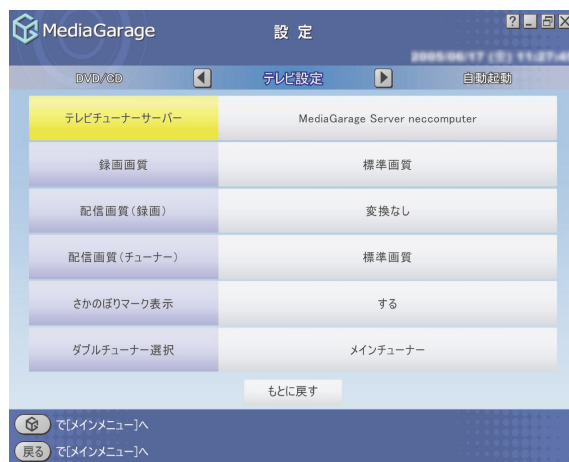 MediaGarage
設 定
2005/06/17 (金) 11:27:4
DVD/CD
テレビ設定
自動起動
テレビチューナーサーバー
MediaGarage Server neccomputer
録画画質
標準画質
配信画質(録画)
変換なし
配信画質(チューナー)
標準画質
さかのぼりマーク表示
する
ダブルチューナー選択
メインチューナー
もとに戻す
で[メインメニュー]へ
戻る で[メインメニュー]へ